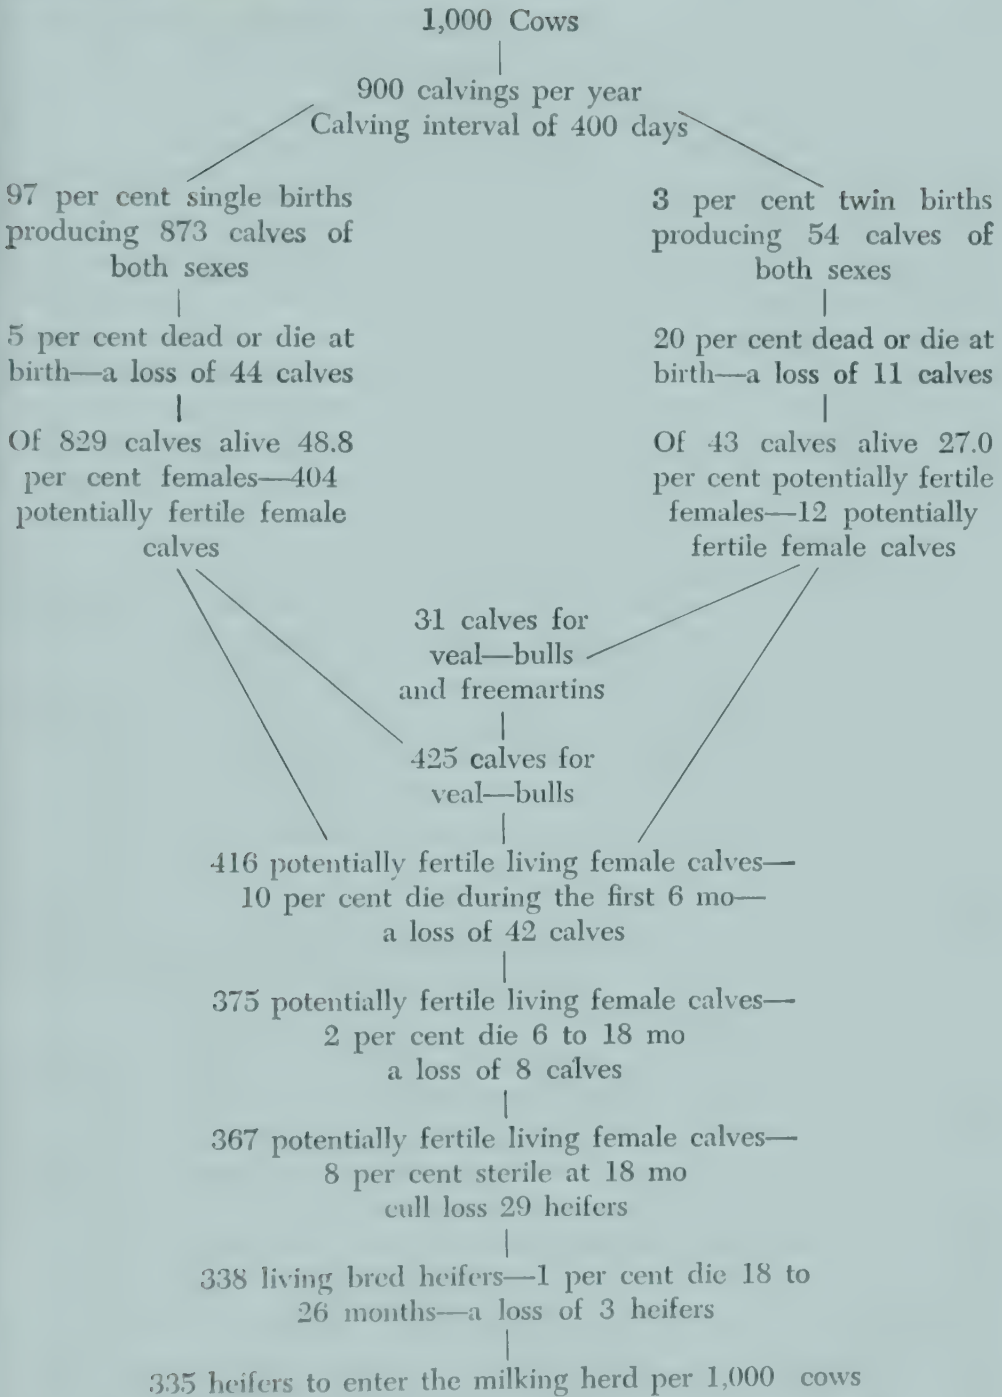 1,000 Cows
900 calvings per year
Calving interval of 400 days
97 per cent single births
producing 873 calves of
both sexes
5 per cent dead or die at
birth—a loss of 44 calves
Of 829 calves alive 48.8
per cent females—404
potentially fertile female
calves
3 per cent twin births
producing 54 calves of
both sexes
20 per cent dead or die at
birth—a loss of 11 calves
Of 43 calves alive 27.0
per cent potentially fertile
females—12 potentially
fertile female calves
31 calves for
veal—bulls
and freemartins
425 calves for
veal—bulls
416 potentially fertile living female calves—
10 per cent die during the first 6 mo—
a loss of 42 calves
375 potentially fertile living female calves—
2 per cent die 6 to 18 mo
a loss of 8 calves
367 potentially fertile living female calves—
8 per cent sterile at 18 mo
cull loss 29 heifers
338 living bred heifers—1 per cent die 18 to
26 months—a loss of 3 heifers
335 heifers to enter the milking herd per 1,000 cows